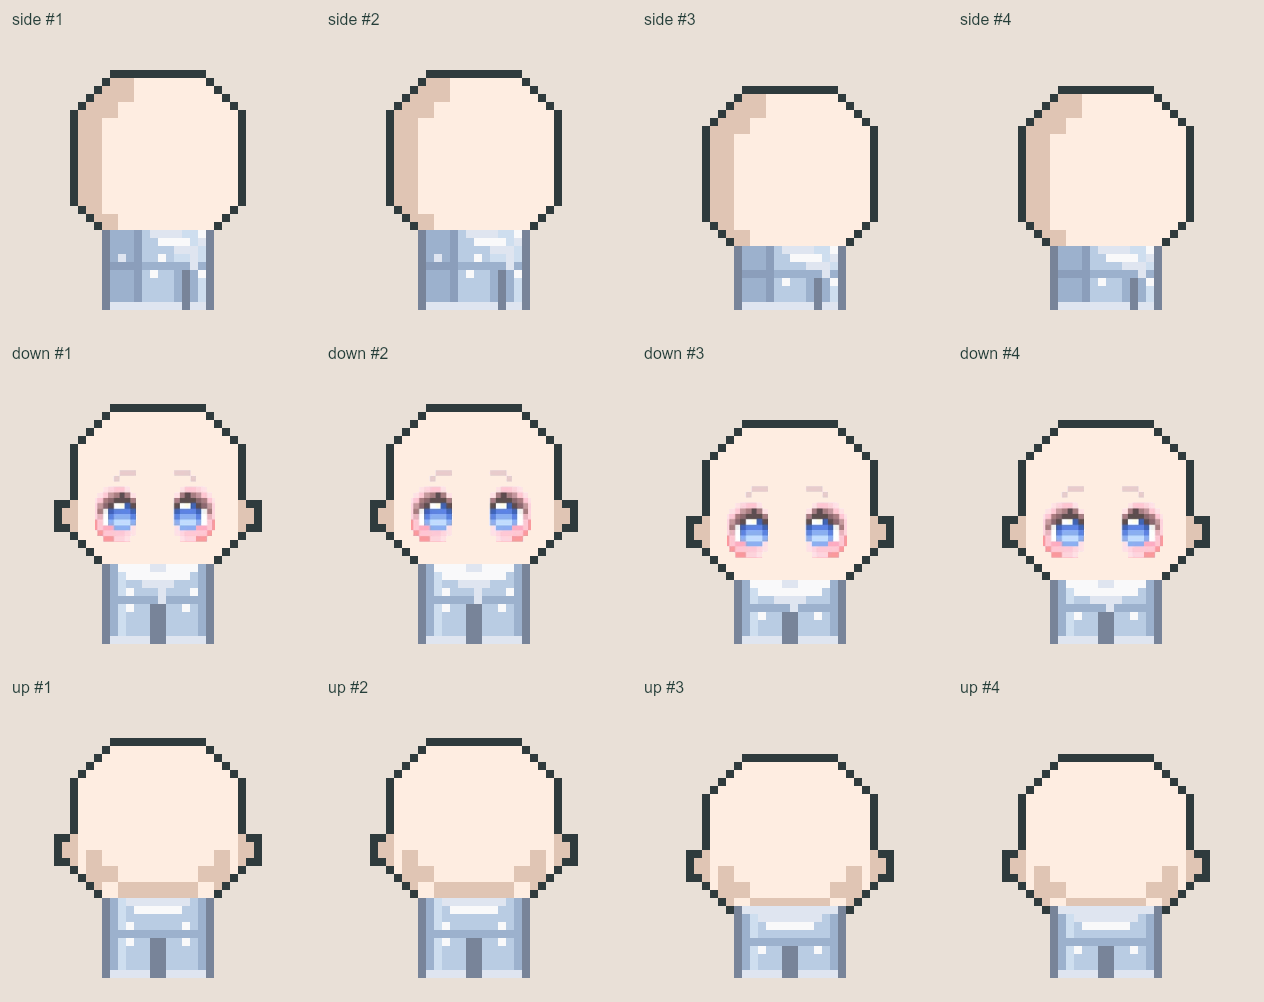 side #1
side #2
side #3
side #4
down #1
down #2
down #3
down #4
up #1
up #2
up #3
up #4